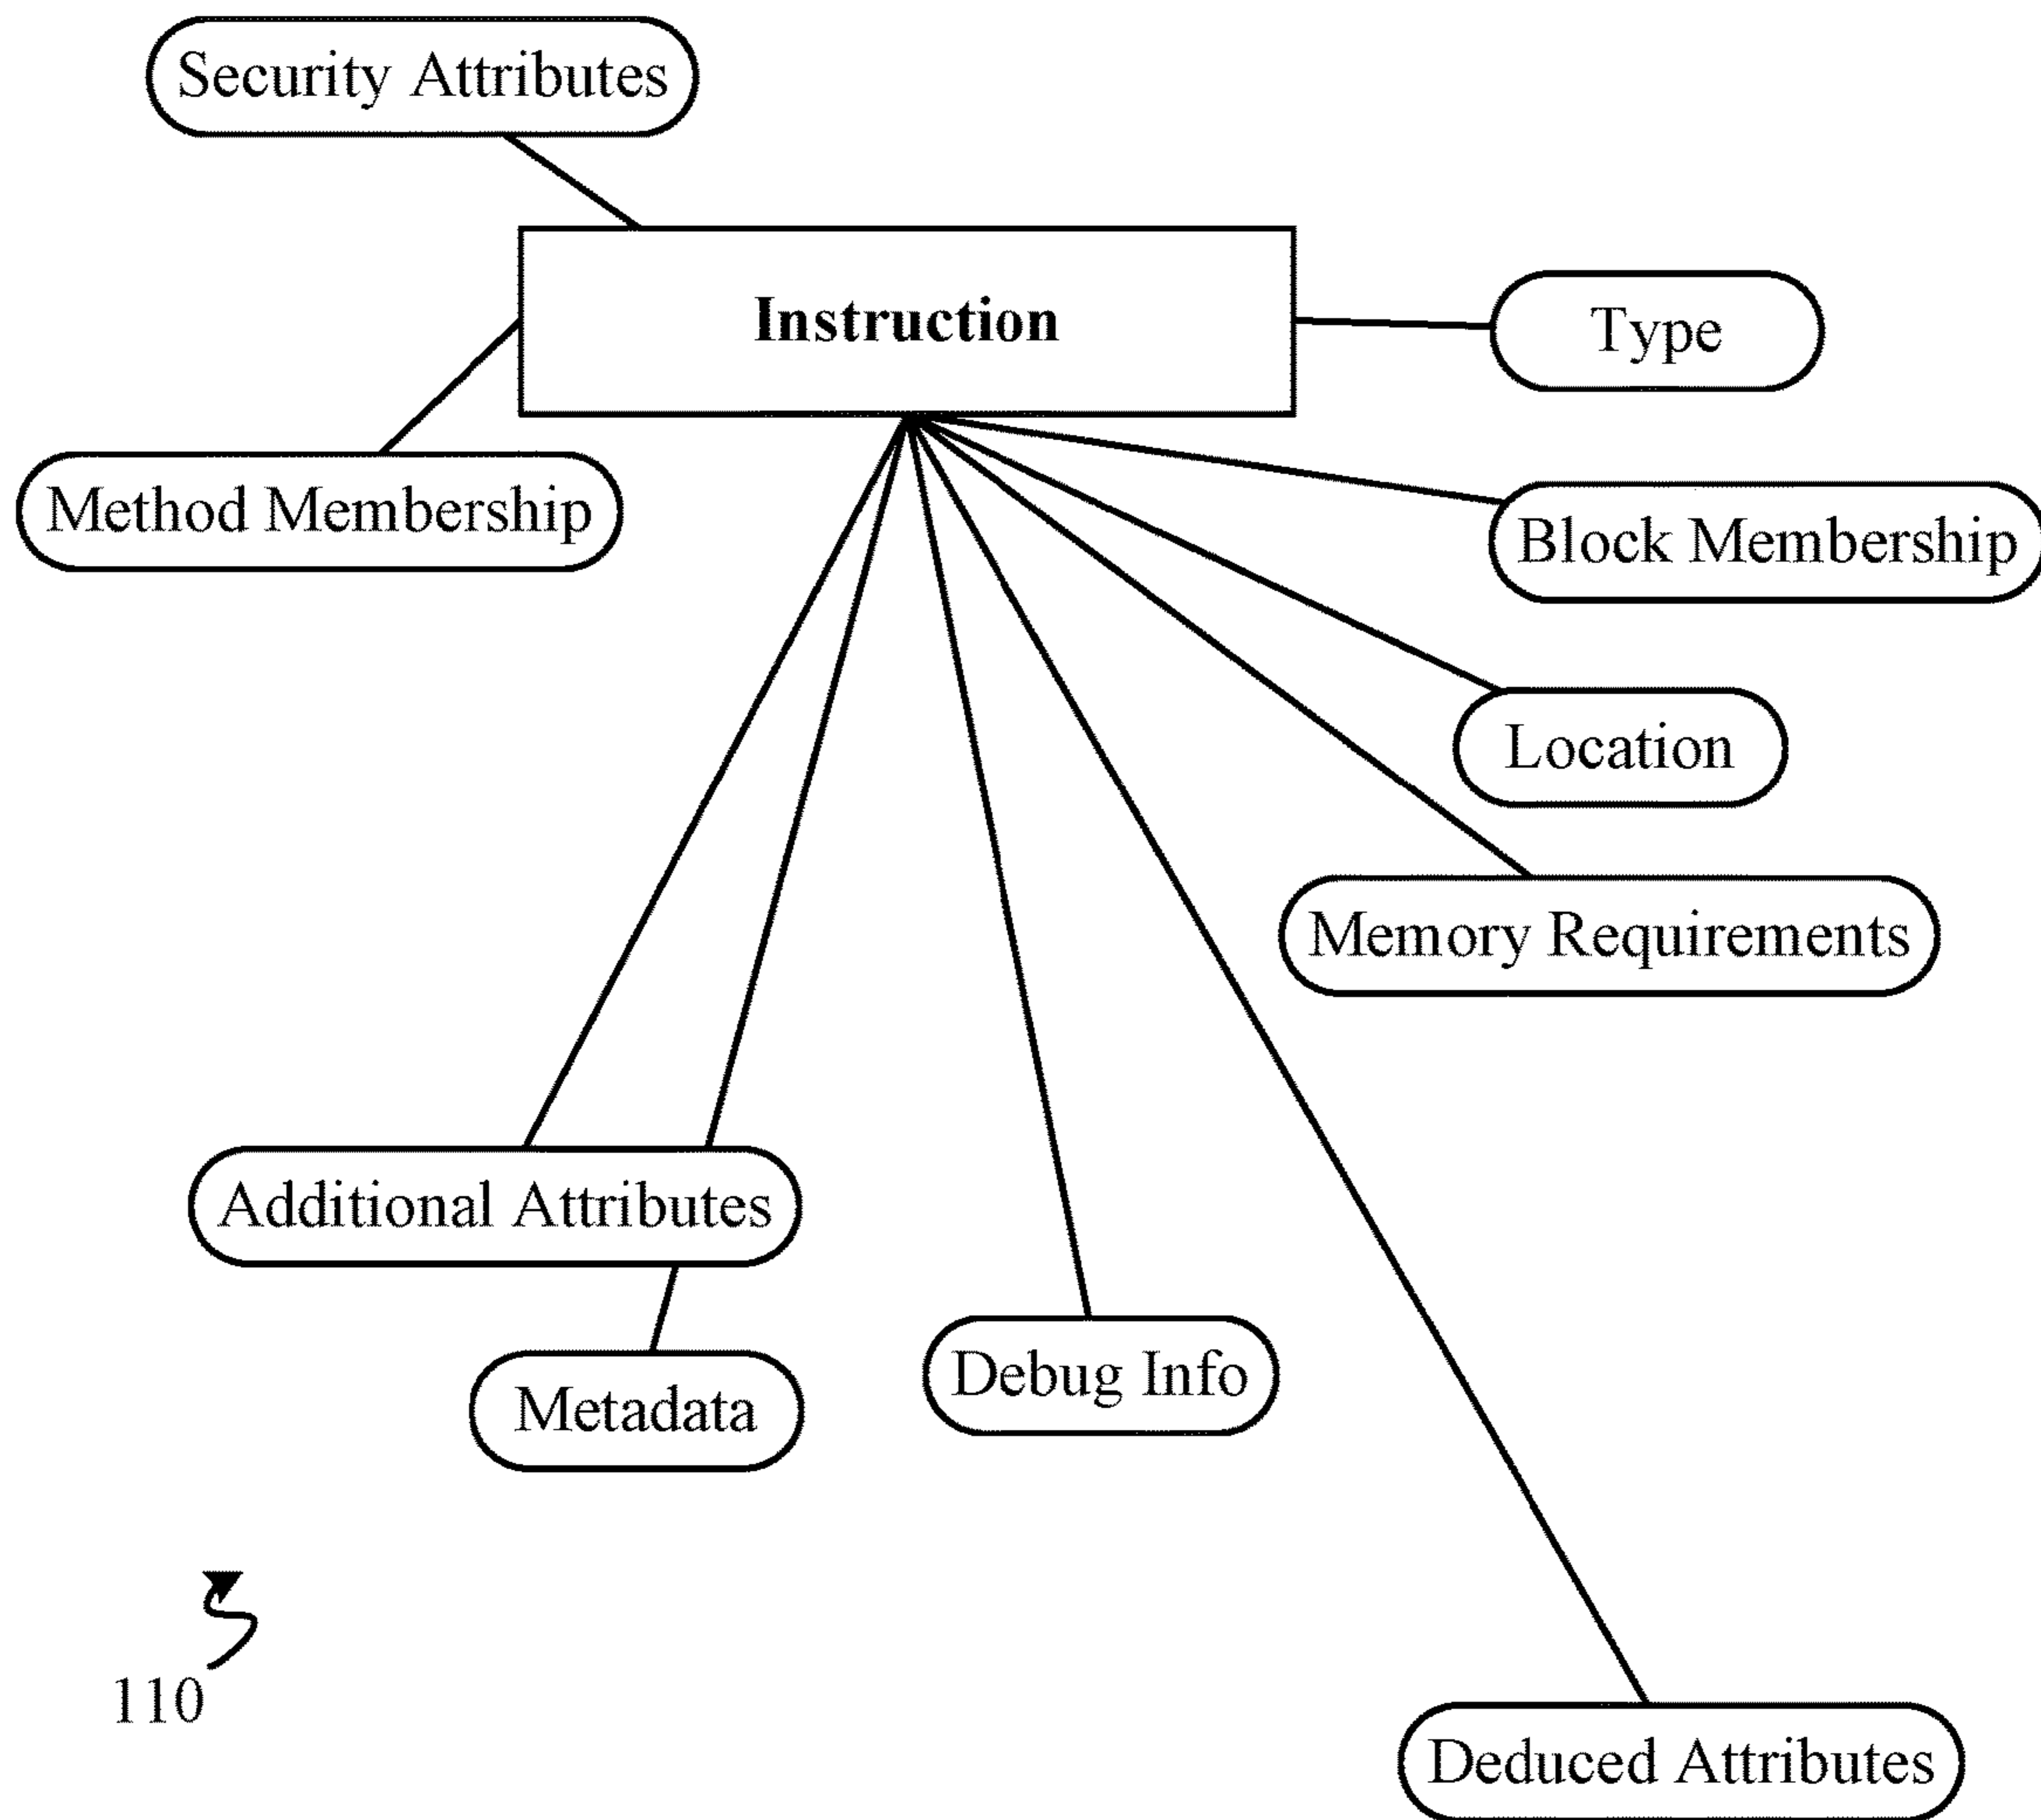 Security Attributes
Instruction
Type
Method Membership
Block Membership
Location
Memory Requirements
Additional Attributes
Debug Info
Metadata
110
Deduced Attributes